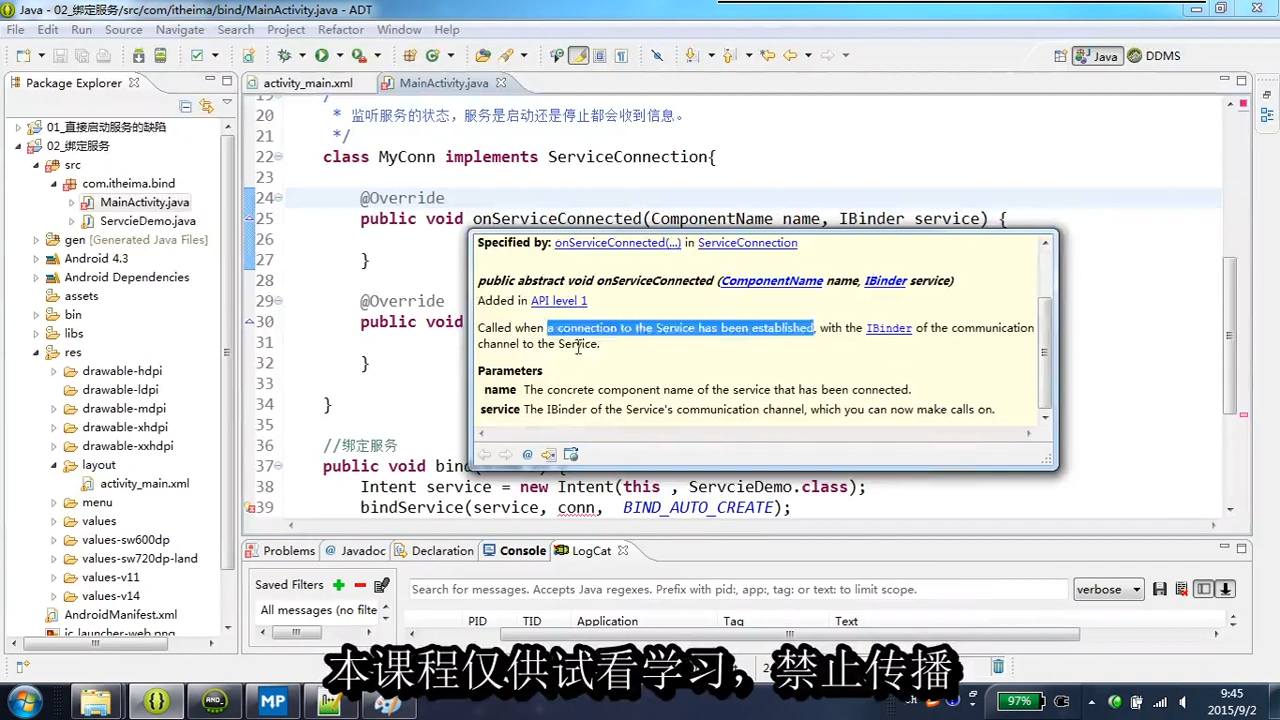 Java - 02_绑定服务/src/com/itheima/bind/MainActivity.java - ADT
File Edit Run Source Navigate Search Project Refactor Window Help
Java DDMS
Package Explorer
activity_main.xml MainActivity.java
01_直接启动服务的缺陷
02_绑定服务
src
com.itheima.bind
MainActivity.java
ServcieDemo.java
gen [Generated Java Files]
Android 4.3
Android Dependencies
assets
bin
libs
res
drawable-hdpi
drawable-ldpi
drawable-mdpi
drawable-xhdpi
drawable-xxhdpi
layout
activity_main.xml
menu
values
values-sw600dp
values-sw720dp-land
values-v11
values-v14
AndroidManifest.xml
ic_launcher-web.png
19 /
20 * 监听服务的状态，服务是启动还是停止都会收到信息。
21 */
22 class MyConn implements ServiceConnection{
23
24 @Override
25 public void onServiceConnected(ComponentName name, IBinder service) {
26
27 }
28
29 @Override
30 public void
31
32 }
33
34 }
35
36 //绑定服务
37 public void bind(
38 Intent service = new Intent(this , ServcieDemo.class);
39 bindService(service, conn, BIND_AUTO_CREATE);
Specified by: onServiceConnected(...) in ServiceConnection
public abstract void onServiceConnected (ComponentName name, IBinder service)
Added in API level 1
Called when a connection to the Service has been established, with the IBinder of the communication
channel to the Service.
Parameters
name The concrete component name of the service that has been connected.
service The IBinder of the Service's communication channel, which you can now make calls on.
@
Problems @ Javadoc Declaration Console LogCat
Saved Filters
All messages (no filte
Search for messages. Accepts Java regexes. Prefix with pid:, app:, tag: or text: to limit scope.
verbose
PID TID Application Tag Text
本课程仅供试看学习，禁止传播
MP
CH
97%
9:45
2015/9/2